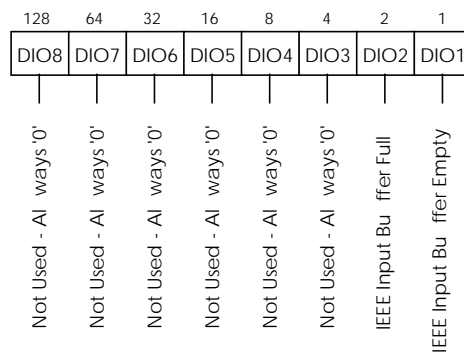 128 64 32 16 8 4 2 1
DIO8 DIO7 DIO6 DIO5 DIO4 DIO3 DIO2 DIO1
Not Used - Al ways '0'
Not Used - Al ways '0'
Not Used - Al ways '0'
Not Used - Al ways '0'
Not Used - Al ways '0'
Not Used - Al ways '0'
IEEE Input Bu ffer Full
IEEE Input Bu ffer Empty